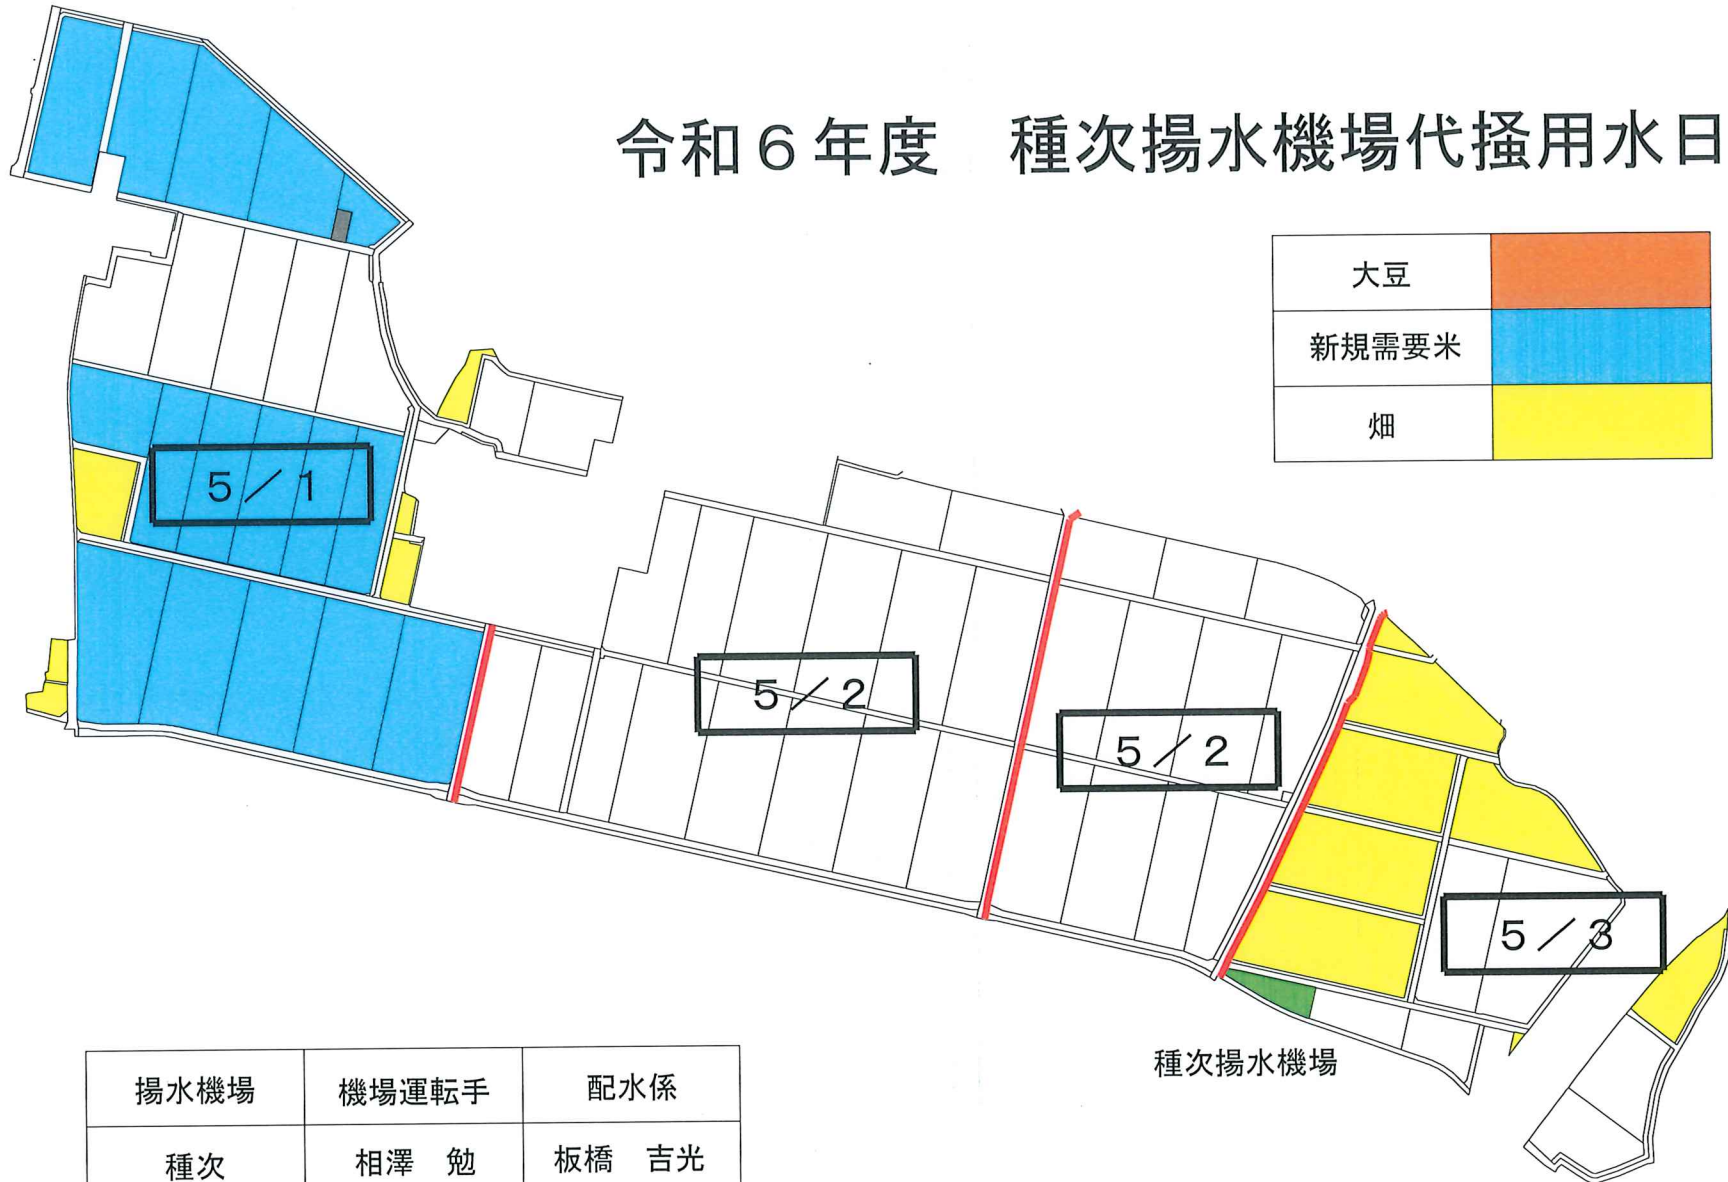 令和６年度　種次揚水機場代掻用水日
大豆
新規需要米
畑
５／１
５／２
５／２
５／３
種次揚水機場
揚水機場 機場運転手 配水係
種次 相澤　勉 板橋　吉光